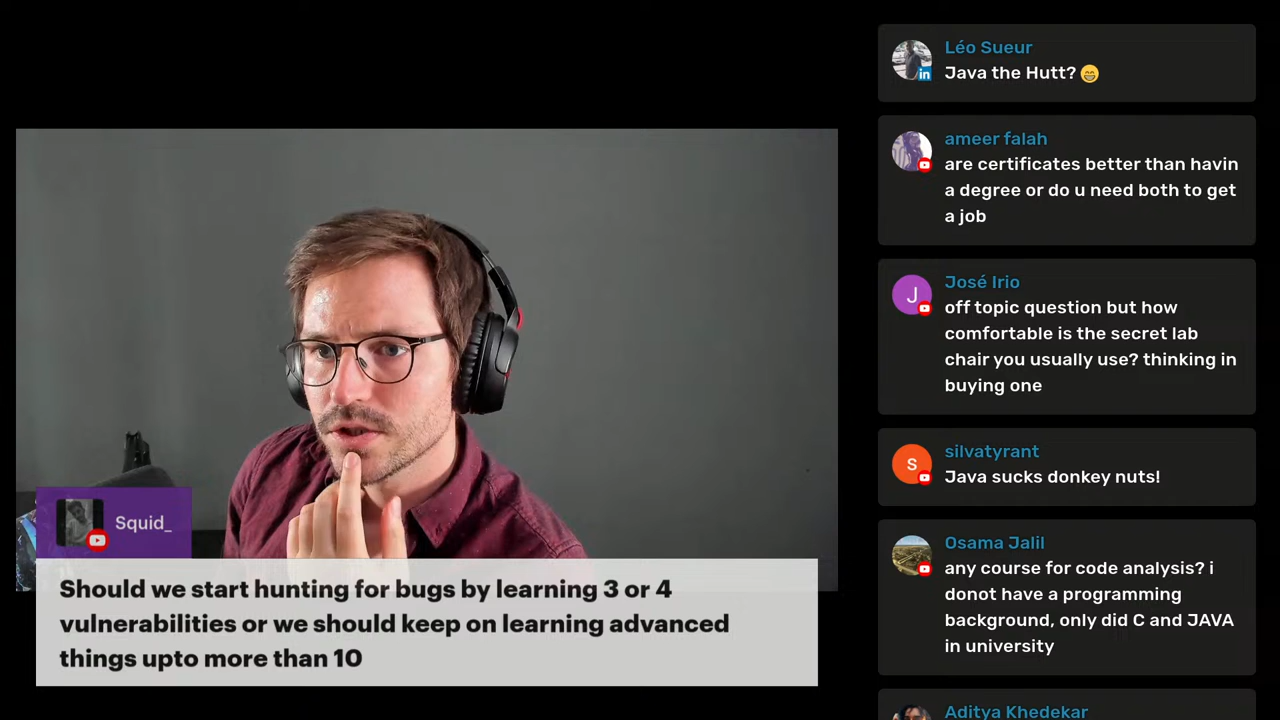 Squid_
Should we start hunting for bugs by learning 3 or 4
vulnerabilities or we should keep on learning advanced
things upto more than 10
Léo Sueur
Java the Hutt? 😁
ameer falah
are certificates better than havin
a degree or do u need both to get
a job
José Irio
off topic question but how
comfortable is the secret lab
chair you usually use? thinking in
buying one
silvatyrant
Java sucks donkey nuts!
Osama Jalil
any course for code analysis? i
donot have a programming
background, only did C and JAVA
in university
Aditya Khedekar